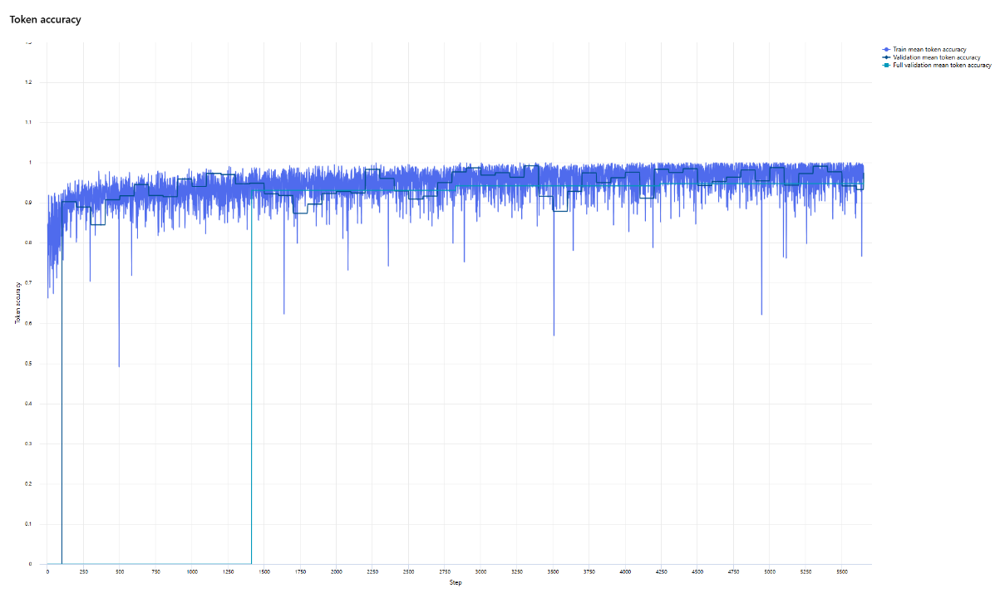 Token accuracy
Train mean token accuracy
Validation mean token accuracy
Full validation mean token accuracy
1.2
1.1
1
0.9
0.8
0.7
0.6
0.5
0.4
0.3
0.2
0.1
0
Token accuracy
0 250 500 750 1000 1250 1500 1750 2000 2250 2500 2750 3000 3250 3500 3750 4000 4250 4500 4750 5000 5250 5500
Step